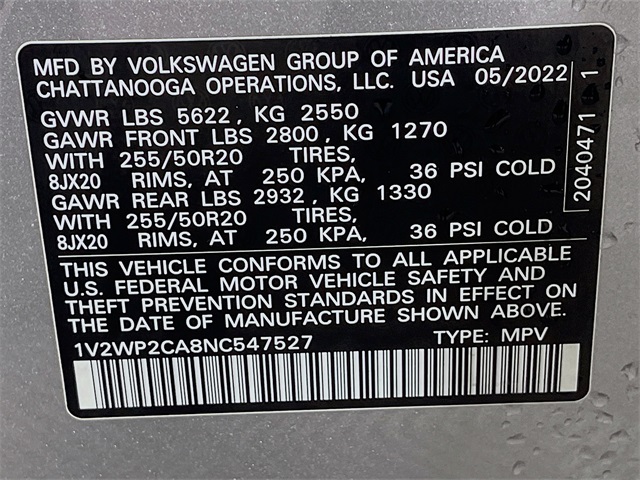 MFD BY VOLKSWAGEN GROUP OF AMERICA
CHATTANOOGA OPERATIONS, LLC. USA 05/2022
GVWR LBS 5622, KG 2550
GAWR FRONT LBS 2800, KG 1270
WITH 255/50R20 TIRES,
8JX20 RIMS, AT 250 KPA, 36 PSI COLD
GAWR REAR LBS 2932, KG 1330
WITH 255/50R20 TIRES,
8JX20 RIMS, AT 250 KPA, 36 PSI COLD
2040471 1
THIS VEHICLE CONFORMS TO ALL APPLICABLE
U.S. FEDERAL MOTOR VEHICLE SAFETY AND
THEFT PREVENTION STANDARDS IN EFFECT ON
THE DATE OF MANUFACTURE SHOWN ABOVE.
1V2WP2CA8NC547527 TYPE: MPV